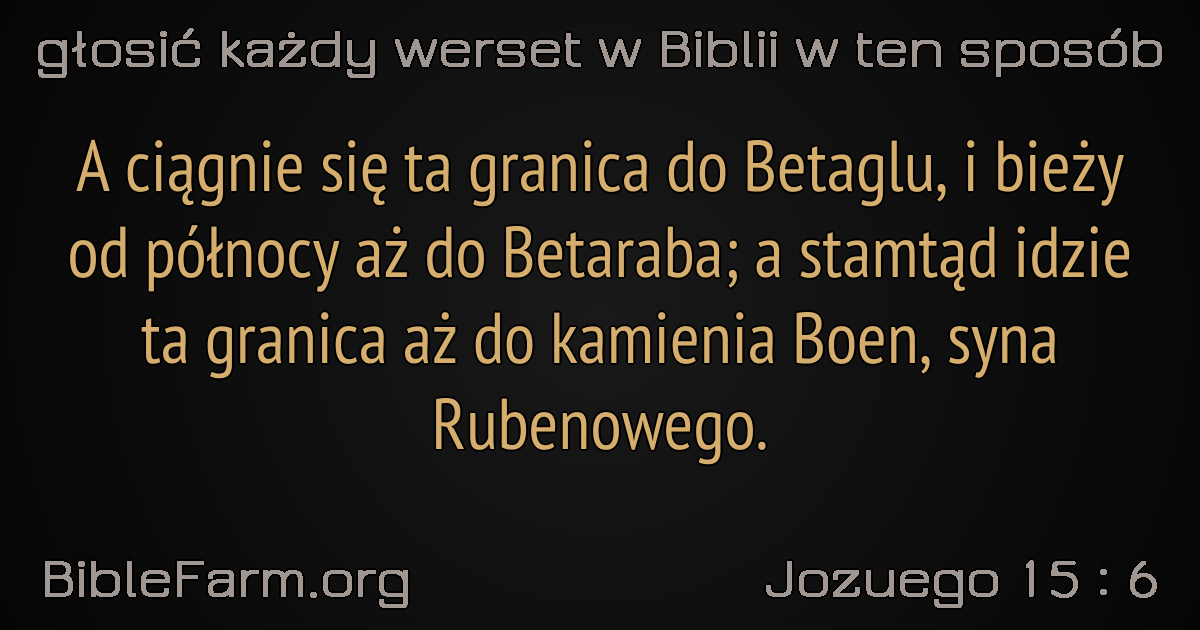 głosić każdy werset w Biblii w ten sposób
A ciągnie się ta granica do Betaglu, i bieży
od północy aż do Betaraba; a stamtąd idzie
ta granica aż do kamienia Boen, syna
Rubenowego.
BibleFarm.org
Jozuego 15 : 6